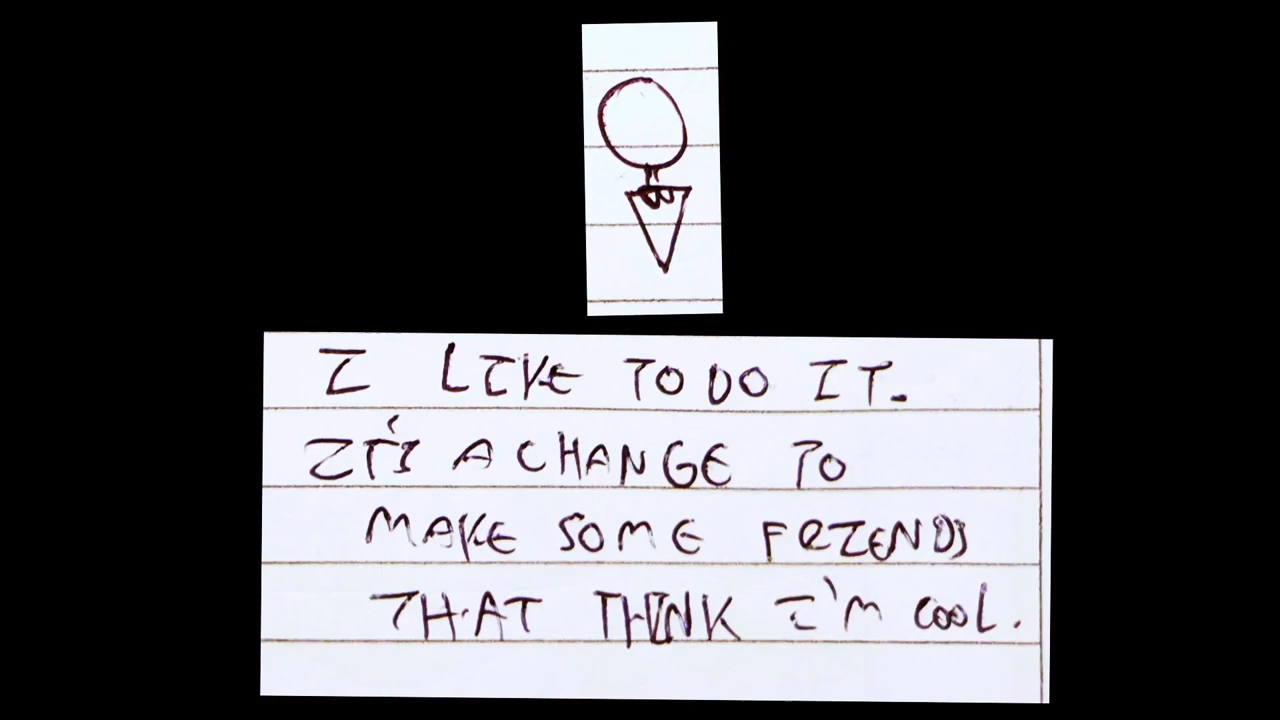 I LIKE TO DO IT.
IT'S A CHANGE TO
MAKE SOME FRIENDS
THAT THINK I'M COOL.